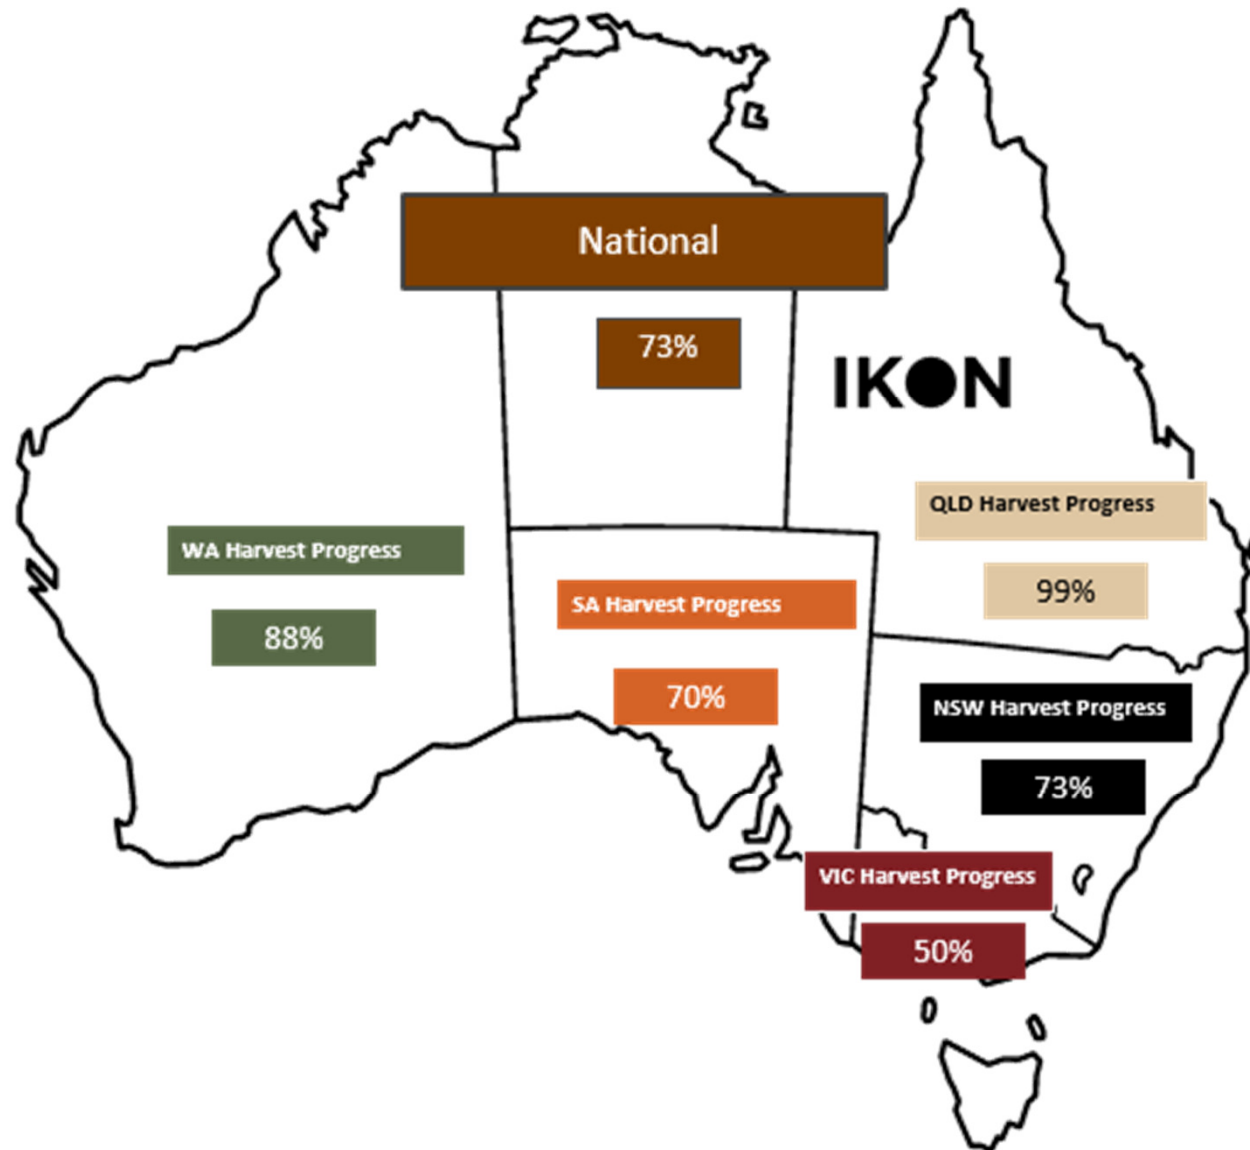 National
73%
IKON
QLD Harvest Progress
99%
WA Harvest Progress
88%
SA Harvest Progress
70%
NSW Harvest Progress
73%
VIC Harvest Progress
50%